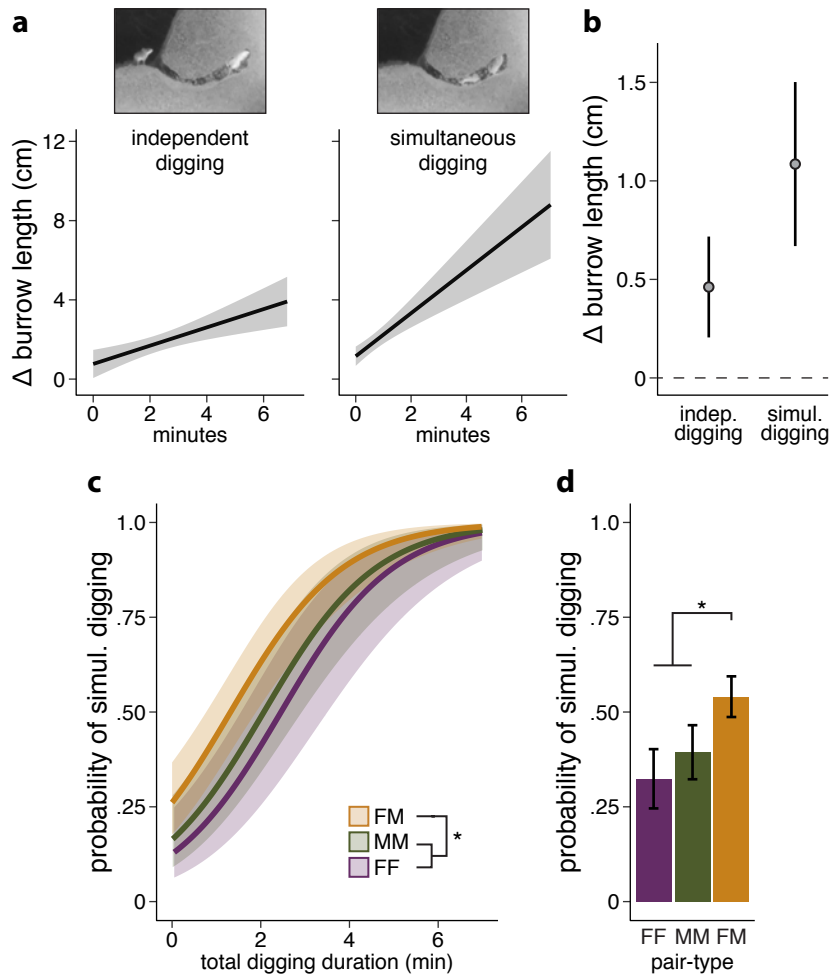 a
independent
digging
simultaneous
digging
Δ burrow length (cm)
12
8
4
0
0 2 4 6
minutes
0 2 4 6
minutes
b
Δ burrow length (cm)
1.5
1.0
0.5
0
indep.
digging
simul.
digging
c
probability of simul. digging
1.0
.75
.50
.25
0
FM
MM
FF
*
0 2 4 6
total digging duration (min)
d
probability of simul. digging
1.0
.75
.50
.25
0
*
FF MM FM
pair-type